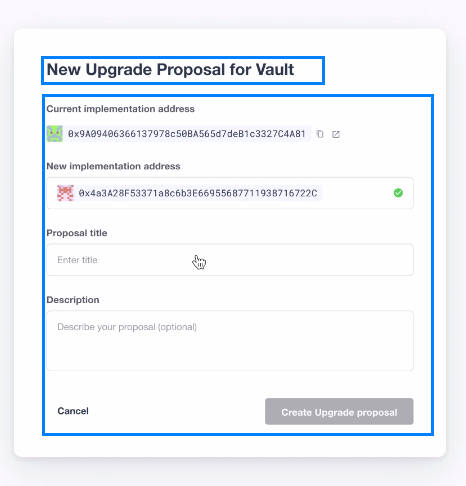 New Upgrade Proposal for Vault
Current implementation address
0x9A09406366137978c50BA565d7deB1c3327C4A81
New implementation address
0x4a3A28F53371a8c6b3E66955687711938716722C
Proposal title
Enter title
Description
Describe your proposal (optional)
Cancel
Create Upgrade proposal